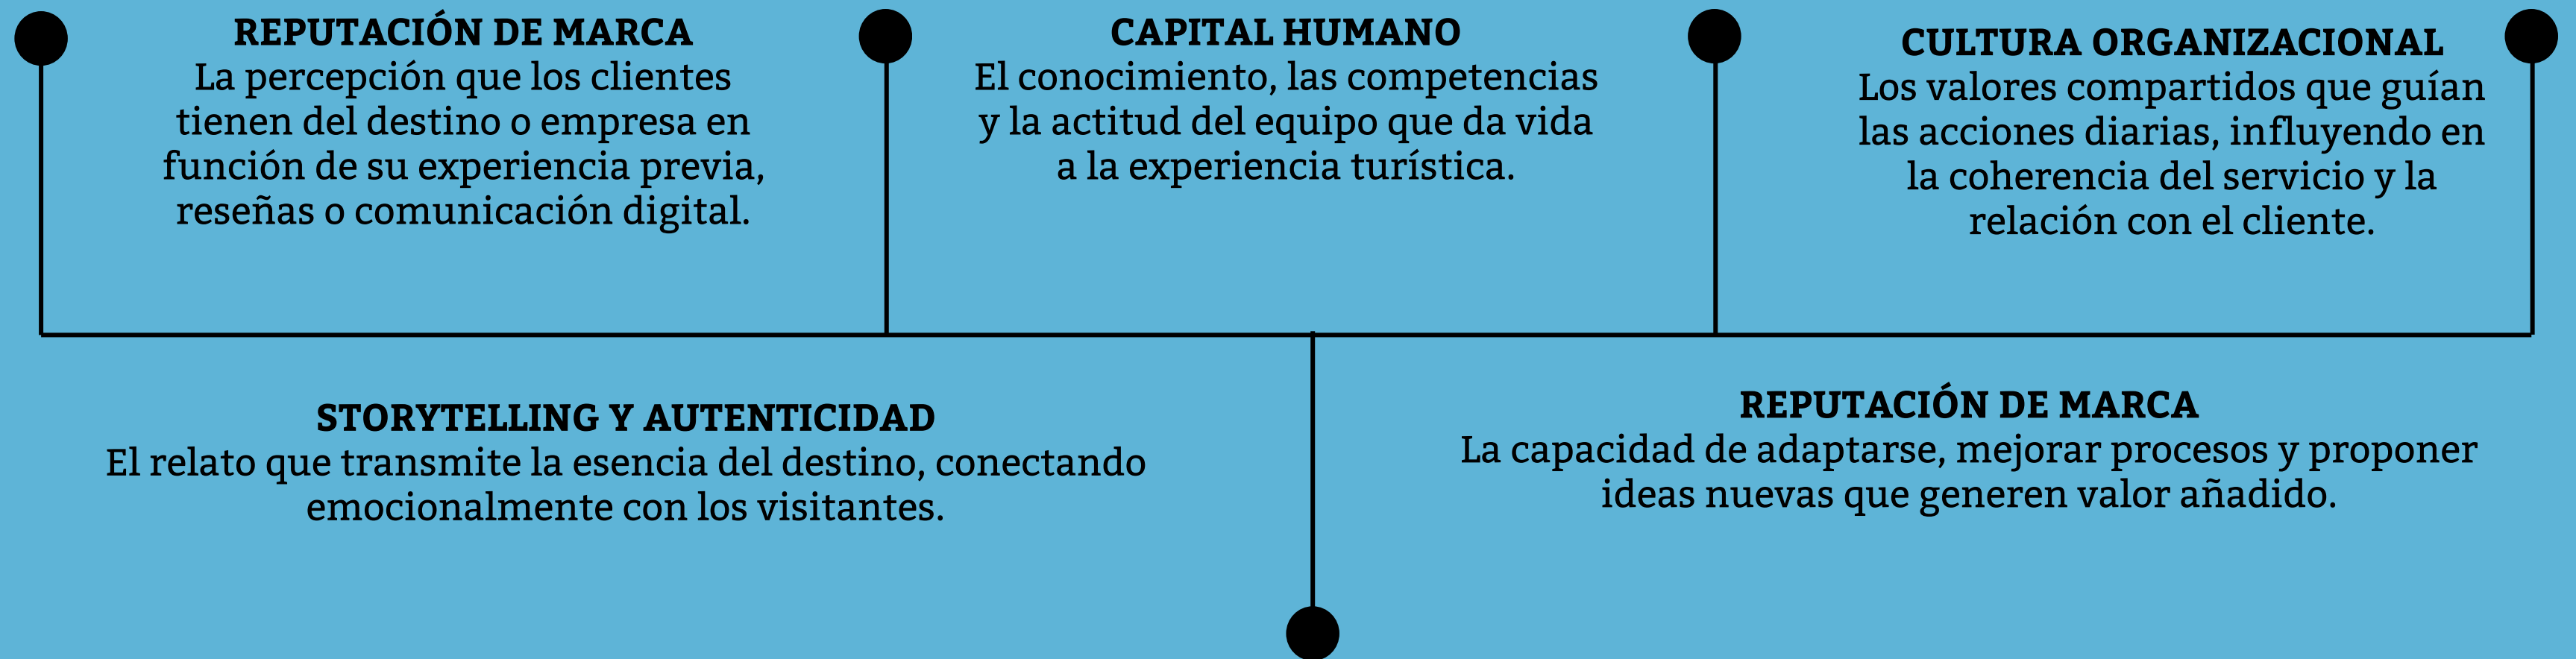 REPUTACIÓN DE MARCA
La percepción que los clientes
tienen del destino o empresa en
función de su experiencia previa,
reseñas o comunicación digital.
CAPITAL HUMANO
El conocimiento, las competencias
y la actitud del equipo que da vida
a la experiencia turística.
CULTURA ORGANIZACIONAL
Los valores compartidos que guían
las acciones diarias, influyendo en
la coherencia del servicio y la
relación con el cliente.
STORYTELLING Y AUTENTICIDAD
El relato que transmite la esencia del destino, conectando
emocionalmente con los visitantes.
REPUTACIÓN DE MARCA
La capacidad de adaptarse, mejorar procesos y proponer
ideas nuevas que generen valor añadido.